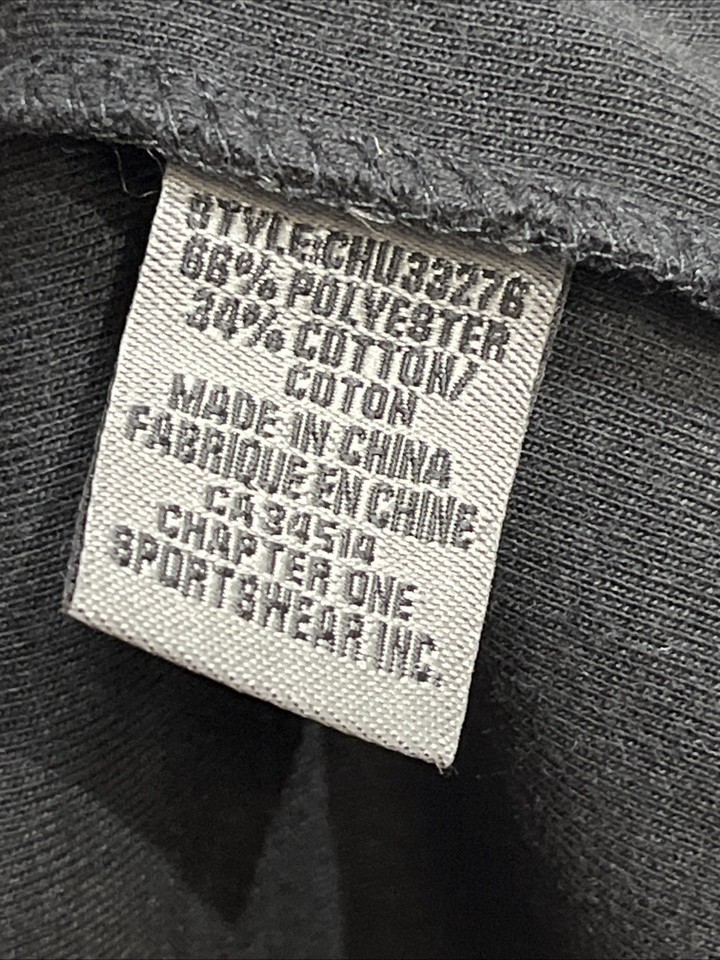 STYLE:CHU33276
66% POLYESTER
34% COTTON/
COTON
MADE IN CHINA
FABRIQUE EN CHINE
CA34514
CHAPTER ONE
SPORTSWEAR INC.